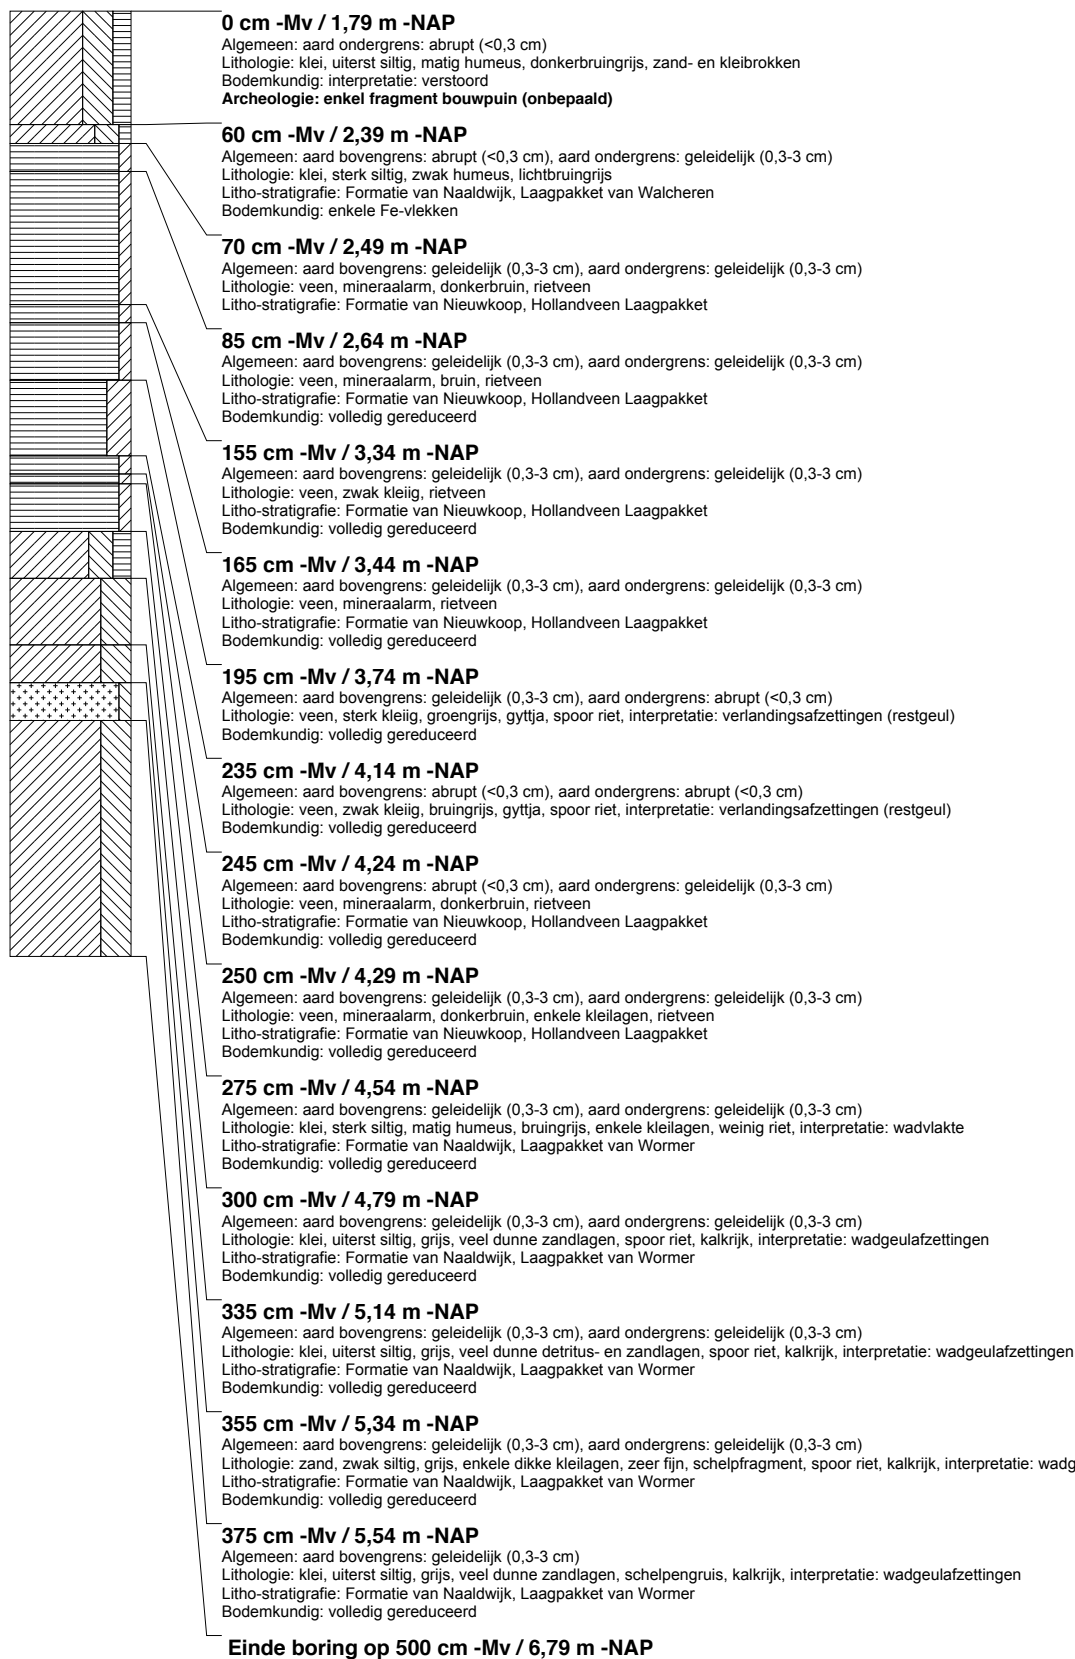 0 cm -Mv / 1,79 m -NAP
Algemeen: aard ondergrens: abrupt (<0,3 cm)
Lithologie: klei, uiterst siltig, matig humeus, donkerbruingrijs, zand- en kleibrokken
Bodemkundig: interpretatie: verstoord
Archeologie: enkel fragment bouwpuin (onbepaald)
60 cm -Mv / 2,39 m -NAP
Algemeen: aard bovengrens: abrupt (<0,3 cm), aard ondergrens: geleidelijk (0,3-3 cm)
Lithologie: klei, sterk siltig, zwak humeus, lichtbruingrijs
Litho-stratigrafie: Formatie van Naaldwijk, Laagpakket van Walcheren
Bodemkundig: enkele Fe-vlekken
70 cm -Mv / 2,49 m -NAP
Algemeen: aard bovengrens: geleidelijk (0,3-3 cm), aard ondergrens: geleidelijk (0,3-3 cm)
Lithologie: veen, mineraalarm, donkerbruin, rietveen
Litho-stratigrafie: Formatie van Nieuwkoop, Hollandveen Laagpakket
85 cm -Mv / 2,64 m -NAP
Algemeen: aard bovengrens: geleidelijk (0,3-3 cm), aard ondergrens: geleidelijk (0,3-3 cm)
Lithologie: veen, mineraalarm, bruin, rietveen
Litho-stratigrafie: Formatie van Nieuwkoop, Hollandveen Laagpakket
Bodemkundig: volledig gereduceerd
155 cm -Mv / 3,34 m -NAP
Algemeen: aard bovengrens: geleidelijk (0,3-3 cm), aard ondergrens: geleidelijk (0,3-3 cm)
Lithologie: veen, zwak kleiig, rietveen
Litho-stratigrafie: Formatie van Nieuwkoop, Hollandveen Laagpakket
Bodemkundig: volledig gereduceerd
165 cm -Mv / 3,44 m -NAP
Algemeen: aard bovengrens: geleidelijk (0,3-3 cm), aard ondergrens: geleidelijk (0,3-3 cm)
Lithologie: veen, mineraalarm, rietveen
Litho-stratigrafie: Formatie van Nieuwkoop, Hollandveen Laagpakket
Bodemkundig: volledig gereduceerd
195 cm -Mv / 3,74 m -NAP
Algemeen: aard bovengrens: geleidelijk (0,3-3 cm), aard ondergrens: abrupt (<0,3 cm)
Lithologie: veen, sterk kleiig, groengrijs, gyttja, spoor riet, interpretatie: verlandingsafzettingen (restgeul)
Bodemkundig: volledig gereduceerd
235 cm -Mv / 4,14 m -NAP
Algemeen: aard bovengrens: abrupt (<0,3 cm), aard ondergrens: abrupt (<0,3 cm)
Lithologie: veen, zwak kleiig, bruingrijs, gyttja, spoor riet, interpretatie: verlandingsafzettingen (restgeul)
Bodemkundig: volledig gereduceerd
245 cm -Mv / 4,24 m -NAP
Algemeen: aard bovengrens: abrupt (<0,3 cm), aard ondergrens: geleidelijk (0,3-3 cm)
Lithologie: veen, mineraalarm, donkerbruin, rietveen
Litho-stratigrafie: Formatie van Nieuwkoop, Hollandveen Laagpakket
Bodemkundig: volledig gereduceerd
250 cm -Mv / 4,29 m -NAP
Algemeen: aard bovengrens: geleidelijk (0,3-3 cm), aard ondergrens: geleidelijk (0,3-3 cm)
Lithologie: veen, mineraalarm, donkerbruin, enkele kleilagen, rietveen
Litho-stratigrafie: Formatie van Nieuwkoop, Hollandveen Laagpakket
Bodemkundig: volledig gereduceerd
275 cm -Mv / 4,54 m -NAP
Algemeen: aard bovengrens: geleidelijk (0,3-3 cm), aard ondergrens: geleidelijk (0,3-3 cm)
Lithologie: klei, sterk siltig, matig humeus, bruingrijs, enkele kleilagen, weinig riet, interpretatie: wadvlakte
Litho-stratigrafie: Formatie van Naaldwijk, Laagpakket van Wormer
Bodemkundig: volledig gereduceerd
300 cm -Mv / 4,79 m -NAP
Algemeen: aard bovengrens: geleidelijk (0,3-3 cm), aard ondergrens: geleidelijk (0,3-3 cm)
Lithologie: klei, uiterst siltig, grijs, veel dunne zandlagen, spoor riet, kalkrijk, interpretatie: wadgeulafzettingen
Litho-stratigrafie: Formatie van Naaldwijk, Laagpakket van Wormer
Bodemkundig: volledig gereduceerd
335 cm -Mv / 5,14 m -NAP
Algemeen: aard bovengrens: geleidelijk (0,3-3 cm), aard ondergrens: geleidelijk (0,3-3 cm)
Lithologie: klei, uiterst siltig, grijs, veel dunne detritus- en zandlagen, spoor riet, kalkrijk, interpretatie: wadgeulafzettingen
Litho-stratigrafie: Formatie van Naaldwijk, Laagpakket van Wormer
Bodemkundig: volledig gereduceerd
355 cm -Mv / 5,34 m -NAP
Algemeen: aard bovengrens: geleidelijk (0,3-3 cm), aard ondergrens: geleidelijk (0,3-3 cm)
Lithologie: zand, zwak siltig, grijs, enkele dikke kleilagen, zeer fijn, schelpfragment, spoor riet, kalkrijk, interpretatie: wadg
Litho-stratigrafie: Formatie van Naaldwijk, Laagpakket van Wormer
Bodemkundig: volledig gereduceerd
375 cm -Mv / 5,54 m -NAP
Algemeen: aard bovengrens: geleidelijk (0,3-3 cm)
Lithologie: klei, uiterst siltig, grijs, veel dunne zandlagen, schelpengruis, kalkrijk, interpretatie: wadgeulafzettingen
Litho-stratigrafie: Formatie van Naaldwijk, Laagpakket van Wormer
Bodemkundig: volledig gereduceerd
Einde boring op 500 cm -Mv / 6,79 m -NAP